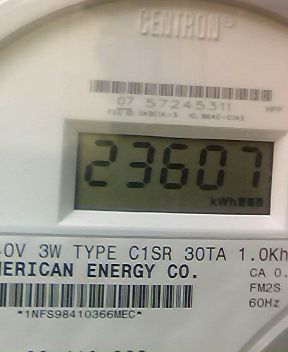 CENTRON®
07 57245311
23607
kWh
40V 3W TYPE C1SR 30TA 1.0Kh
MERICAN ENERGY CO.
CA 0.
FM2S
60Hz
*1NFS98410366MEC*